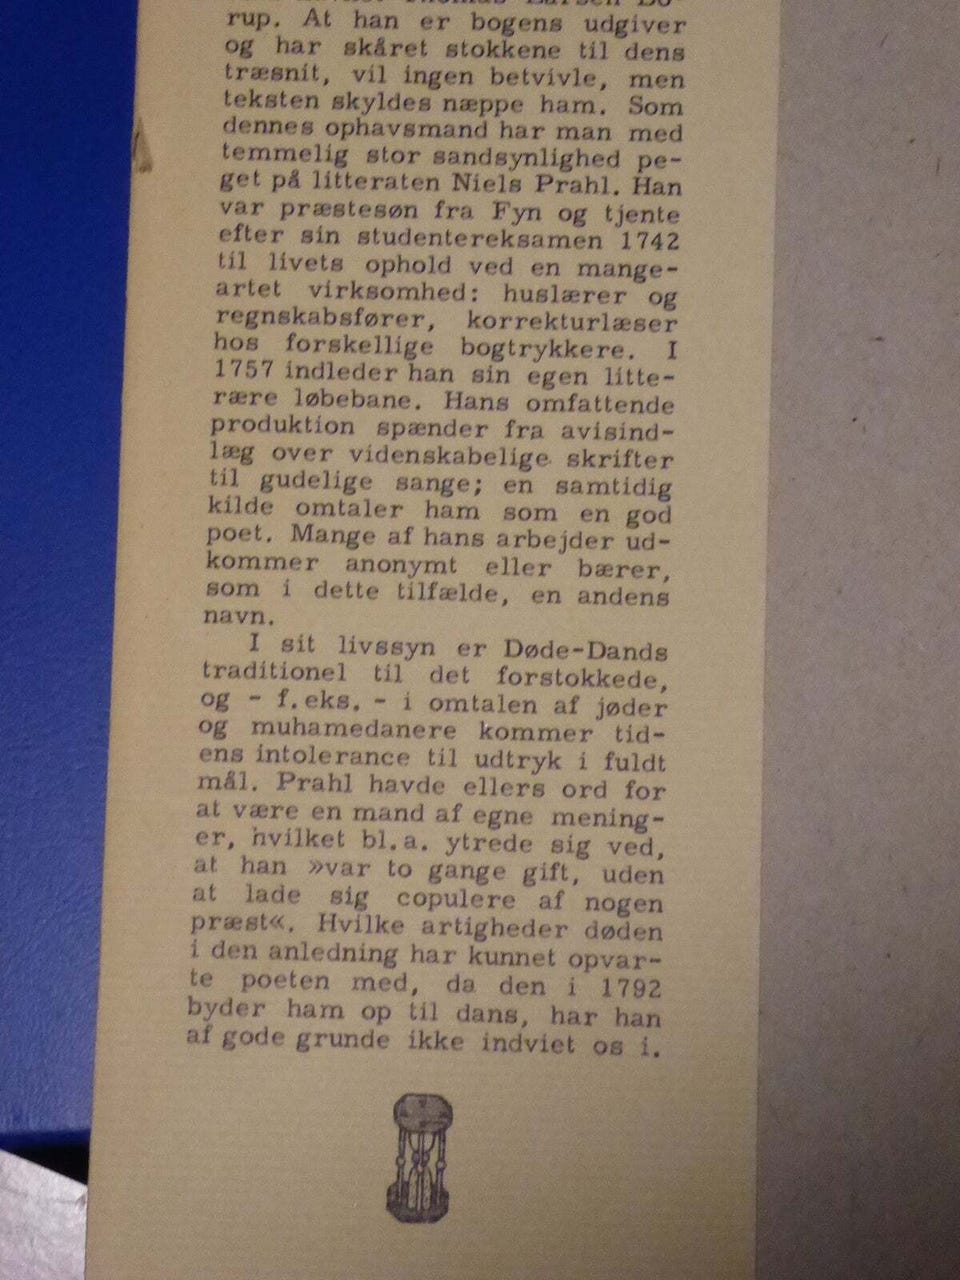 Thomas Larsen Bo-
rup. At han er bogens udgiver
og har skåret stokkene til dens
træsnit, vil ingen betvivle, men
teksten skyldes næppe ham. Som
dennes ophavsmand har man med
temmelig stor sandsynlighed pe-
get på litteraten Niels Prahl. Han
var præstesøn fra Fyn og tjente
efter sin studentereksamen 1742
til livets ophold ved en mange-
artet virksomhed: huslærer og
regnskabsfører, korrekturlæser
hos forskellige bogtrykkere. I
1757 indleder han sin egen litte-
rære løbebane. Hans omfattende
produktion spænder fra avisind-
læg over videnskabelige skrifter
til gudelige sange; en samtidig
kilde omtaler ham som en god
poet. Mange af hans arbejder ud-
kommer anonymt eller bærer,
som i dette tilfælde, en andens
navn.
I sit livssyn er Døde-Dands
traditionel til det forstokkede,
og - f.eks. - i omtalen af jøder
og muhamedanere kommer tid-
ens intolerance til udtryk i fuldt
mål. Prahl havde ellers ord for
at være en mand af egne mening-
er, hvilket bl.a. ytrede sig ved,
at han »var to gange gift, uden
at lade sig copulere af nogen
præst«. Hvilke artigheder døden
i den anledning har kunnet opvar-
te poeten med, da den i 1792
byder ham op til dans, har han
af gode grunde ikke indviet os i.